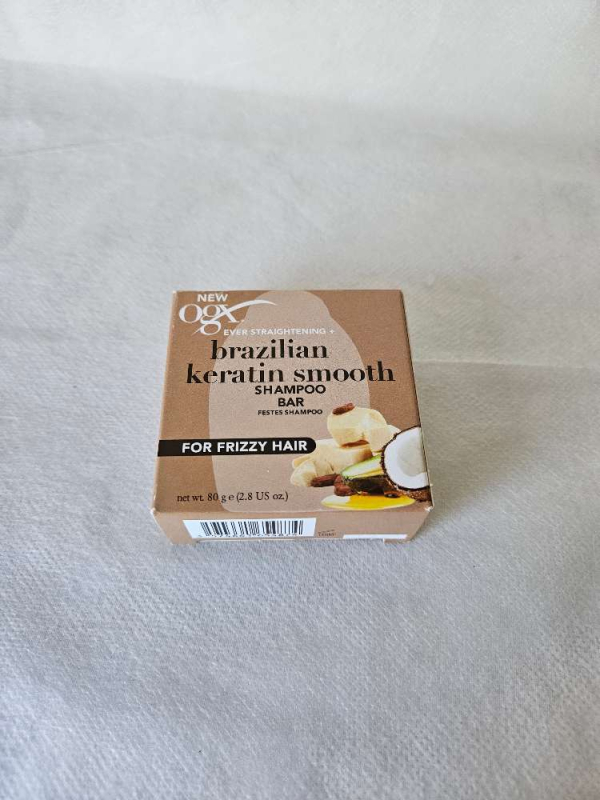 NEW
ogx
EVER STRAIGHTENING +
brazilian
keratin smooth
SHAMPOO
BAR
FESTES SHAMPOO
FOR FRIZZY HAIR
net wt. 80 g e (2.8 US oz.)